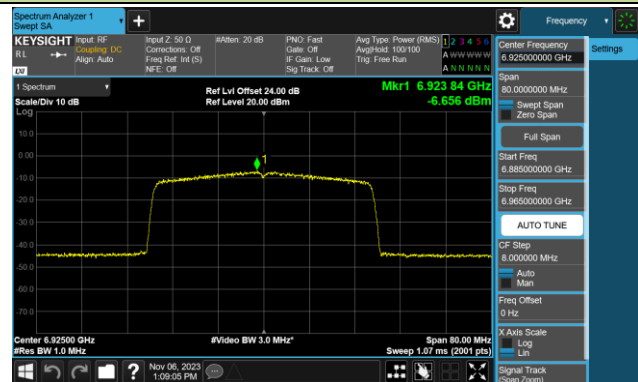 Spectrum Analyzer 1
Swept SA
+
Frequency
KEYSIGHT
RL
LXI
Input: RF
Coupling: DC
Align: Auto
Input Z: 50 Ω
Corrections: Off
Freq Ref: Int (S)
NFE: Off
#Atten: 20 dB
PNO: Fast
Gate: Off
IF Gain: Low
Sig Track: Off
Avg Type: Power (RMS)
Avg|Hold: 100/100
Trig: Free Run
1 2 3 4 5 6
A W W W W W
A N N N N N
1 Spectrum
Scale/Div 10 dB
Log
Ref Lvl Offset 24.00 dB
Ref Level 20.00 dBm
Mkr1 6.923 84 GHz
-6.656 dBm
10.0
0.00
-10.0
-20.0
-30.0
-40.0
-50.0
-60.0
-70.0
1
Center 6.92500 GHz
#Res BW 1.0 MHz
#Video BW 3.0 MHz*
Span 80.00 MHz
Sweep 1.07 ms (2001 pts)
?
Nov 06, 2023
1:09:05 PM
Center Frequency
6.925000000 GHz
Settings
Span
80.0000000 MHz
Swept Span
Zero Span
Full Span
Start Freq
6.885000000 GHz
Stop Freq
6.965000000 GHz
AUTO TUNE
CF Step
8.000000 MHz
Auto
Man
Freq Offset
0 Hz
X Axis Scale
Log
Lin
Signal Track
(Span Zoom)